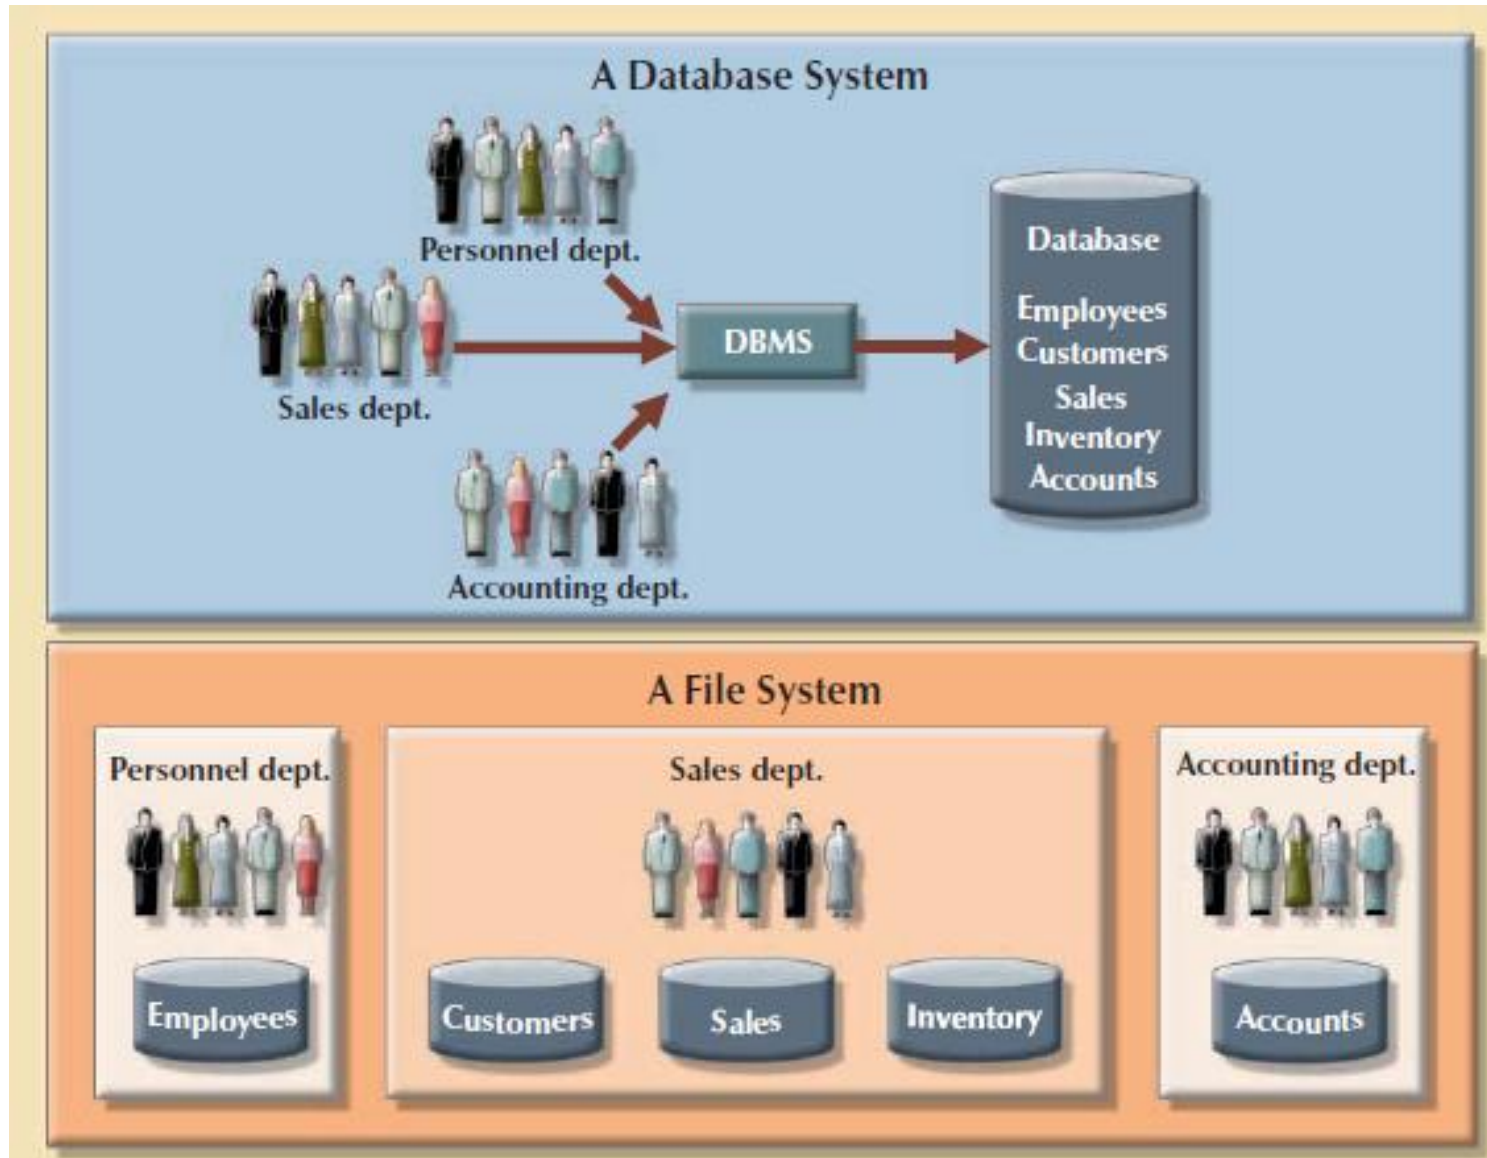 A Database System
Personnel dept.
Sales dept.
Accounting dept.
DBMS
Database
Employees
Customers
Sales
Inventory
Accounts
A File System
Personnel dept.
Employees
Sales dept.
Customers
Sales
Inventory
Accounting dept.
Accounts